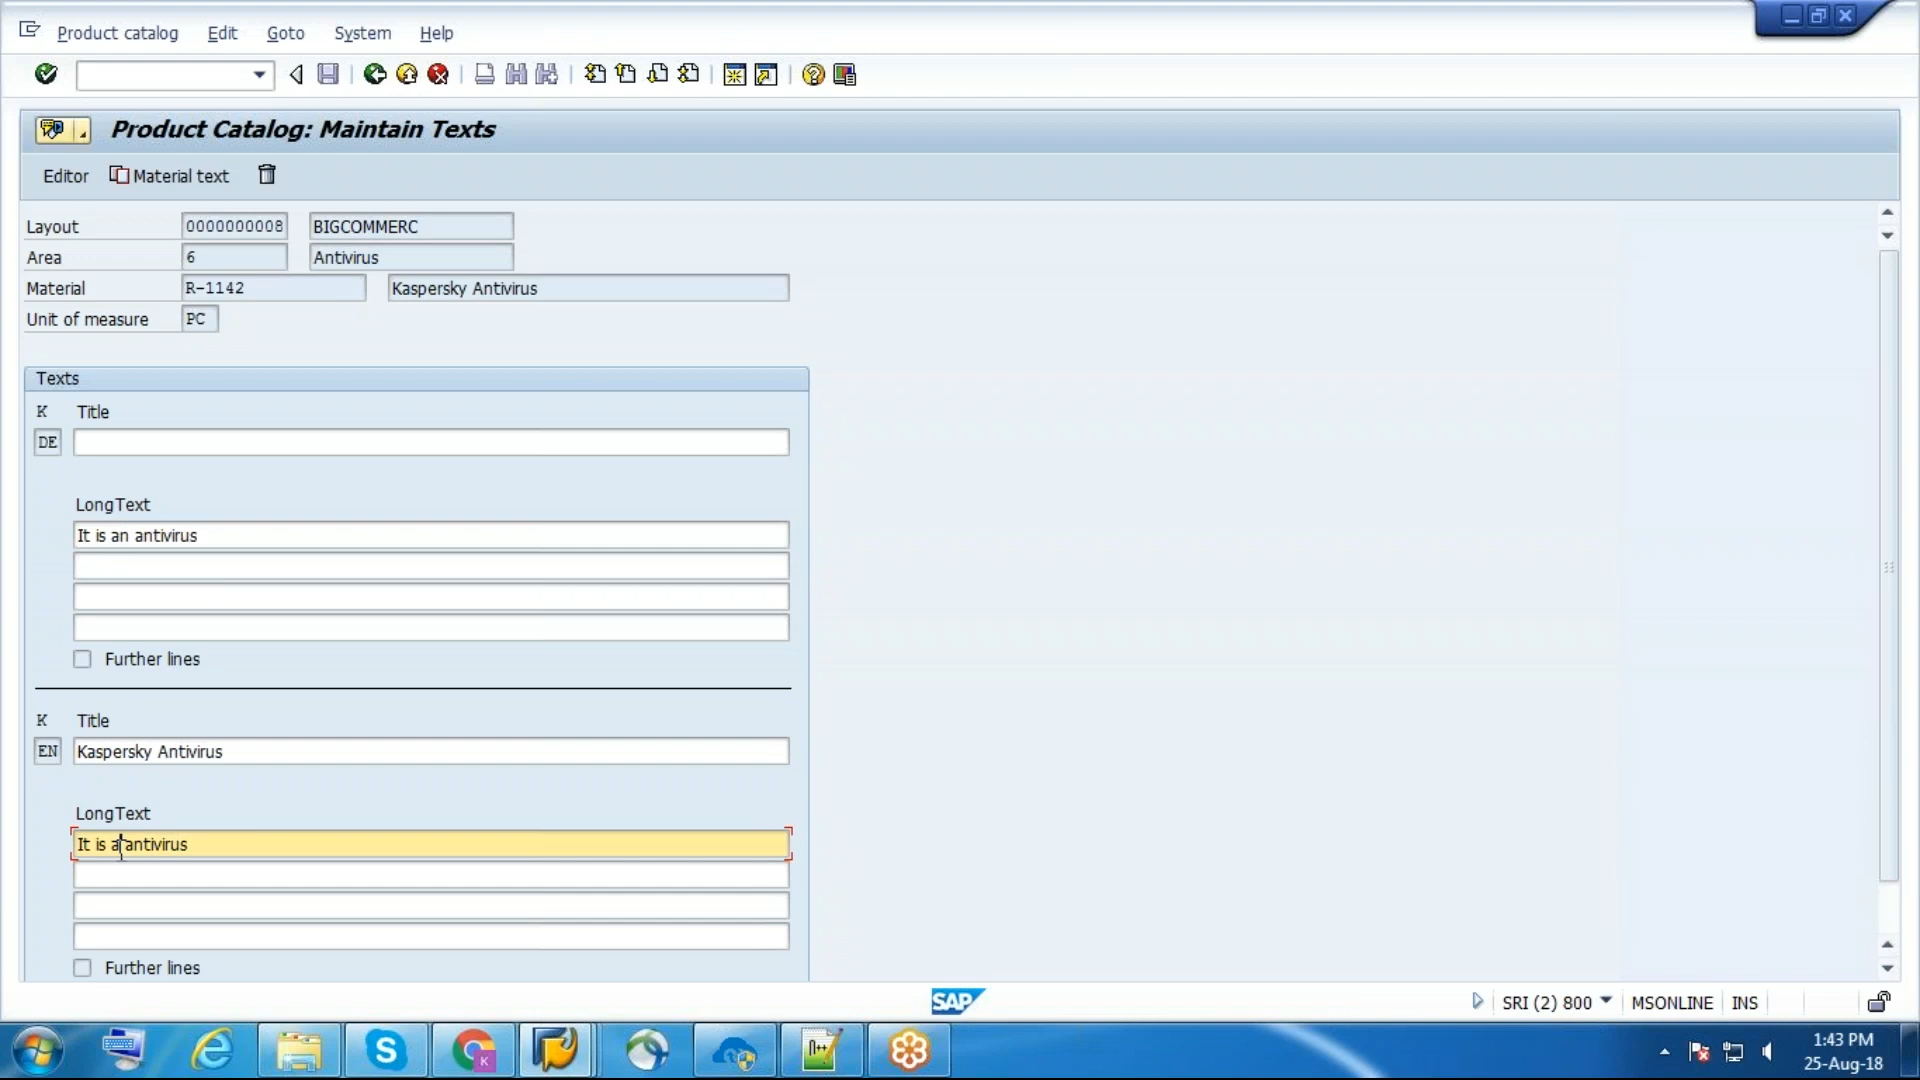 Product catalog Edit Goto System Help
Product Catalog: Maintain Texts
Editor Material text
Layout 0000000008 BIGCOMMERC
Area 6 Antivirus
Material R-1142 Kaspersky Antivirus
Unit of measure PC
Texts
K Title
DE
LongText
It is an antivirus
Further lines
K Title
EN Kaspersky Antivirus
LongText
It is a antivirus
Further lines
SAP SRI (2) 800 MSONLINE INS
K
N++
1:43 PM
25-Aug-18